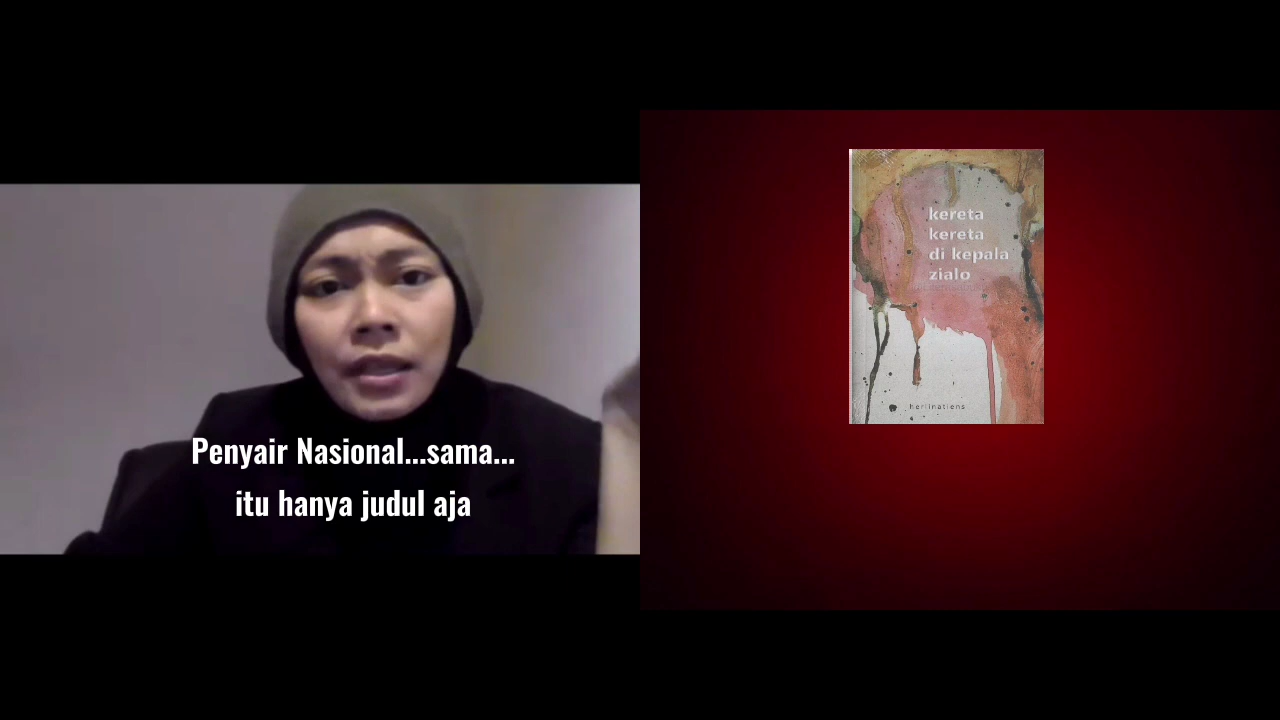 Penyair Nasional...sama...
itu hanya judul aja
kereta
kereta
di kepala
zialo
herlinatiens